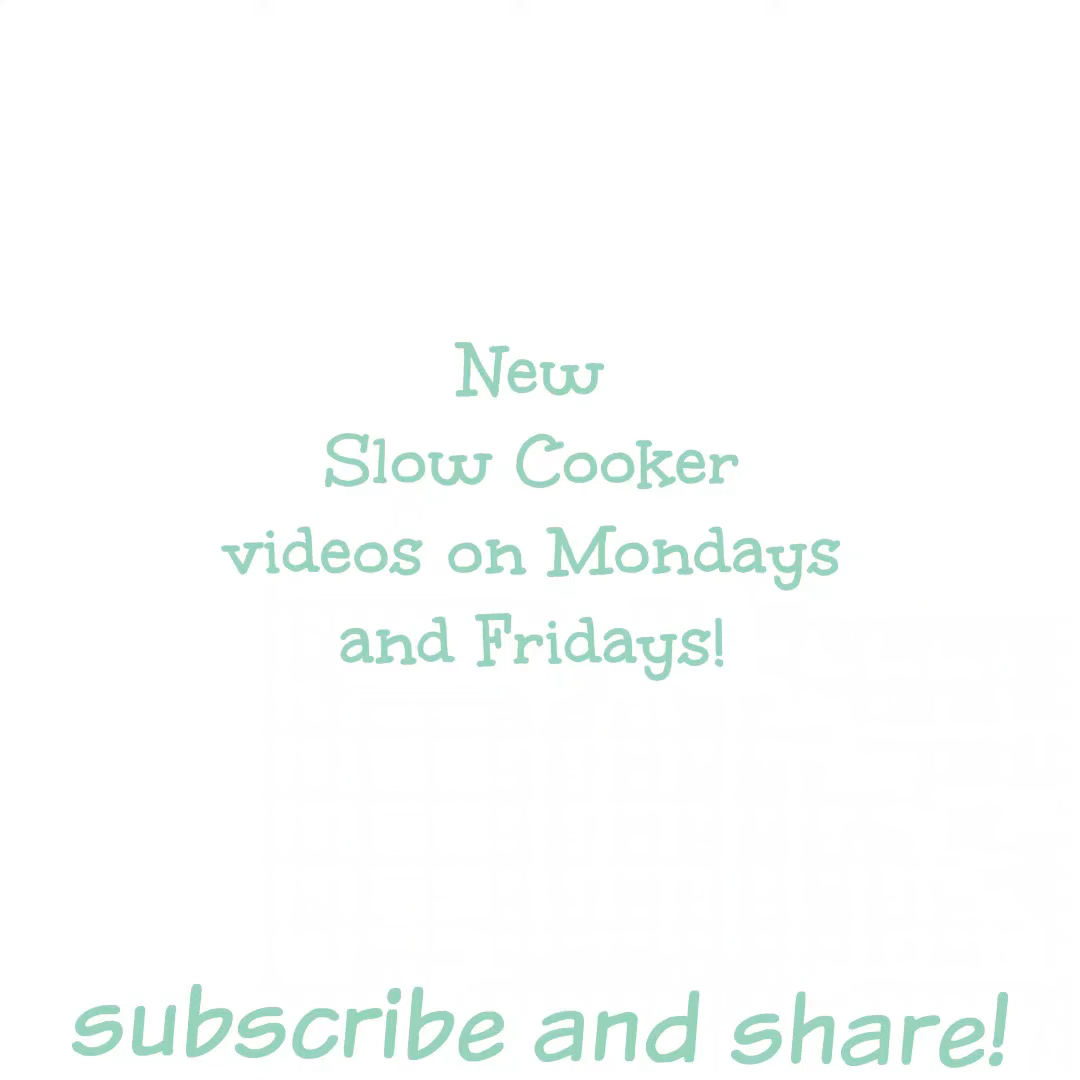 New
Slow Cooker
videos on Mondays
and Fridays!
subscribe and share!